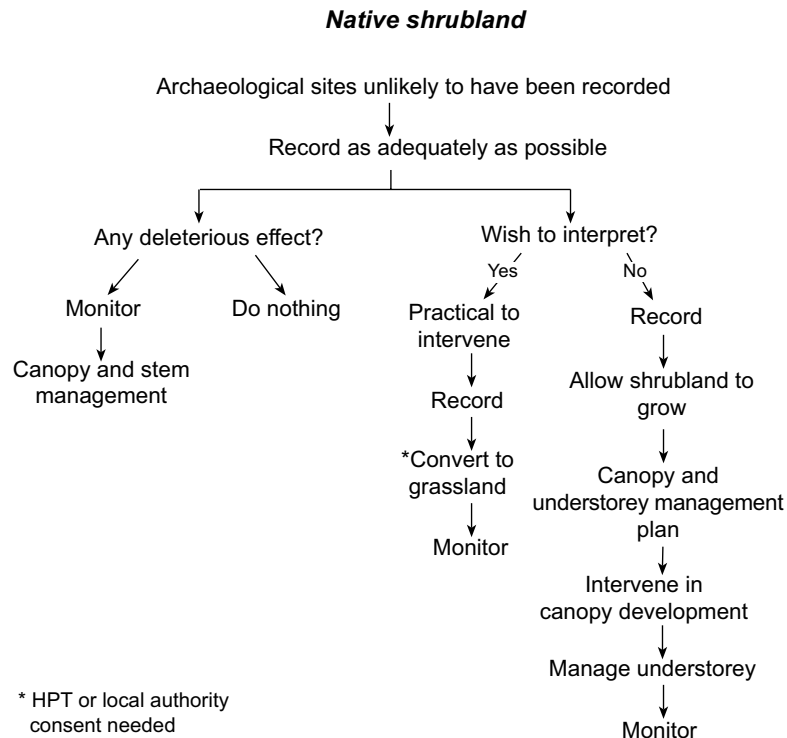 Native shrubland
Archaeological sites unlikely to have been recorded
Record as adequately as possible
Any deleterious effect?
Monitor
Canopy and stem
management
Do nothing
Wish to interpret?
Yes
Practical to
intervene
Record
*Convert to
grassland
Monitor
No
Record
Allow shrubland to
grow
Canopy and
understorey management
plan
Intervene in
canopy development
Manage understorey
Monitor
* HPT or local authority
consent needed